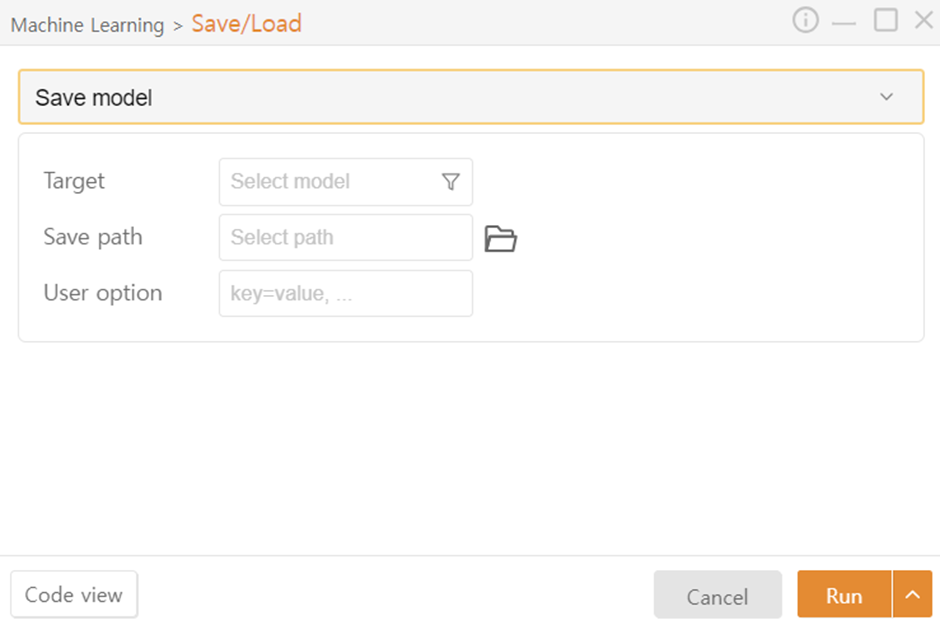 Machine Learning > Save/Load
Save model
Target Select model
Save path Select path
User option key=value, ...
Code view Cancel Run